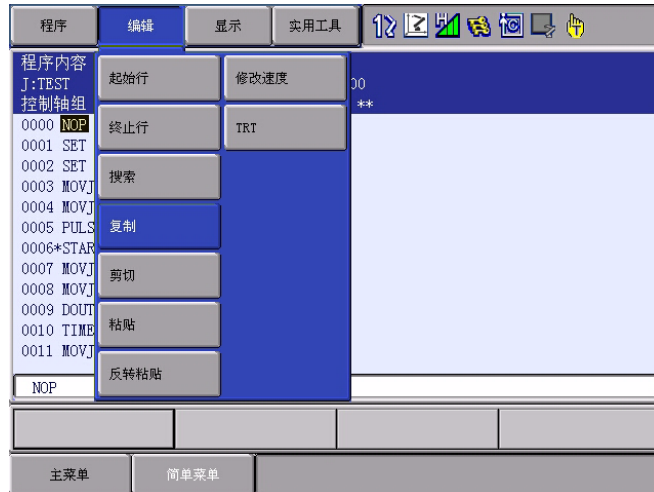 程序 编辑 显示 实用工具
程序内容
J:TEST 00
控制轴组 **
起始行 修改速度
终止行 TRT
搜索
复制
剪切
粘贴
反转粘贴
0000 NOP
0001 SET
0002 SET
0003 MOVJ
0004 MOVJ
0005 PULS
0006*STAR
0007 MOVJ
0008 MOVJ
0009 DOUT
0010 TIME
0011 MOVJ
NOP
主菜单 简单菜单